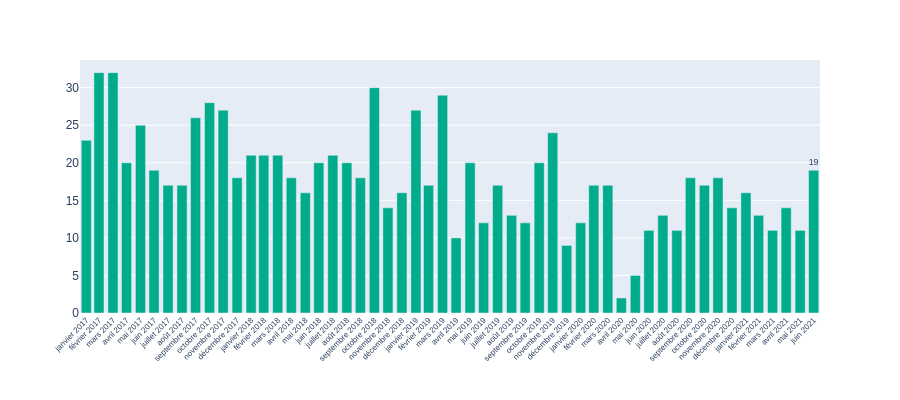 30
25
20
15
10
5
0
19
janvier 2017
février 2017
mars 2017
avril 2017
mai 2017
juin 2017
juillet 2017
août 2017
septembre 2017
octobre 2017
novembre 2017
décembre 2017
janvier 2018
février 2018
mars 2018
avril 2018
mai 2018
juin 2018
juillet 2018
août 2018
septembre 2018
octobre 2018
novembre 2018
décembre 2018
janvier 2019
février 2019
mars 2019
avril 2019
mai 2019
juin 2019
juillet 2019
août 2019
septembre 2019
octobre 2019
novembre 2019
décembre 2019
janvier 2020
février 2020
mars 2020
avril 2020
mai 2020
juin 2020
juillet 2020
août 2020
septembre 2020
octobre 2020
novembre 2020
décembre 2020
janvier 2021
février 2021
mars 2021
avril 2021
mai 2021
juin 2021